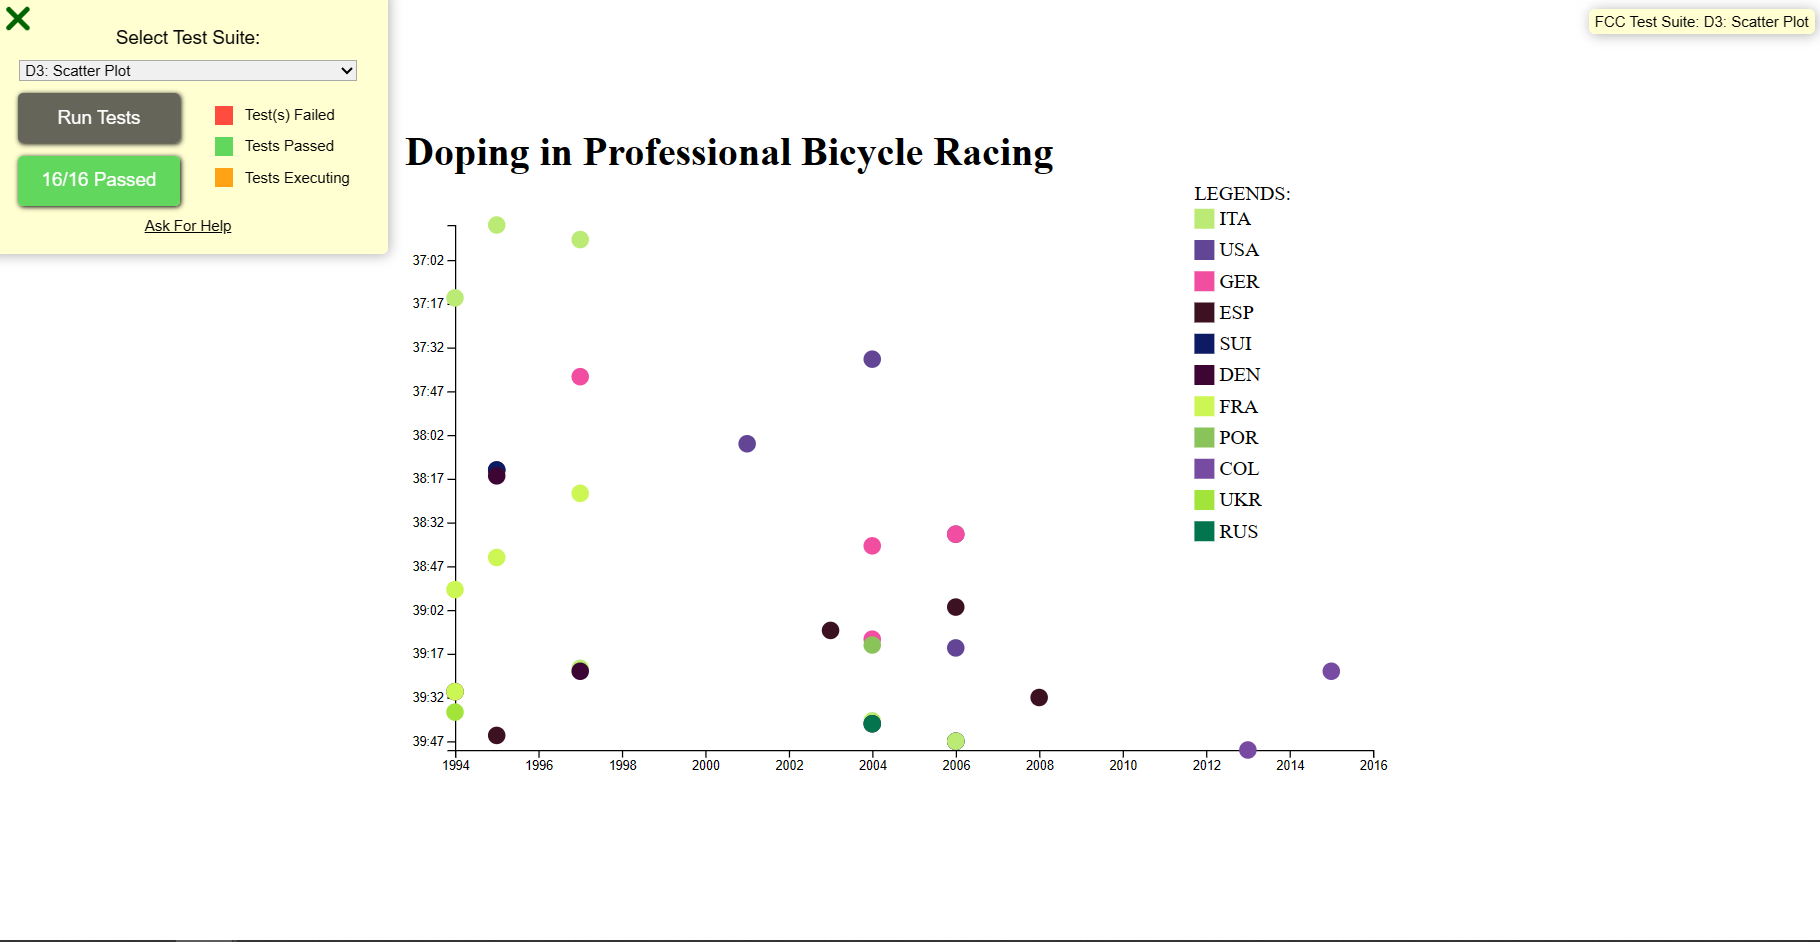 Select Test Suite:
D3: Scatter Plot
Run Tests
16/16 Passed
Test(s) Failed
Tests Passed
Tests Executing
Ask For Help
FCC Test Suite: D3: Scatter Plot
Doping in Professional Bicycle Racing
LEGENDS:
ITA
USA
GER
ESP
SUI
DEN
FRA
POR
COL
UKR
RUS
37:02
37:17
37:32
37:47
38:02
38:17
38:32
38:47
39:02
39:17
39:32
39:47
1994 1996 1998 2000 2002 2004 2006 2008 2010 2012 2014 2016